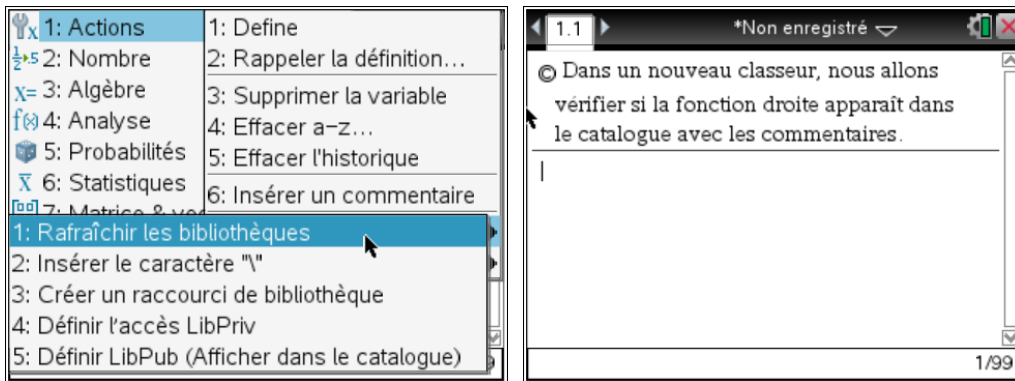 1: Actions
2: Nombre
3: Algèbre
4: Analyse
5: Probabilités
6: Statistiques
7: Matrice &
1: Define
2: Rappeler la définition...
3: Supprimer la variable
4: Effacer a-z...
5: Effacer l'historique
6: Insérer un commentaire
1: Rafraîchir les bibliothèques
2: Insérer le caractère "\"
3: Créer un raccourci de bibliothèque
4: Définir l'accès LibPriv
5: Définir LibPub (Afficher dans le catalogue)
1.1
*Non enregistré
© Dans un nouveau classeur, nous allons
vérifier si la fonction droite apparaît dans
le catalogue avec les commentaires.
1/99